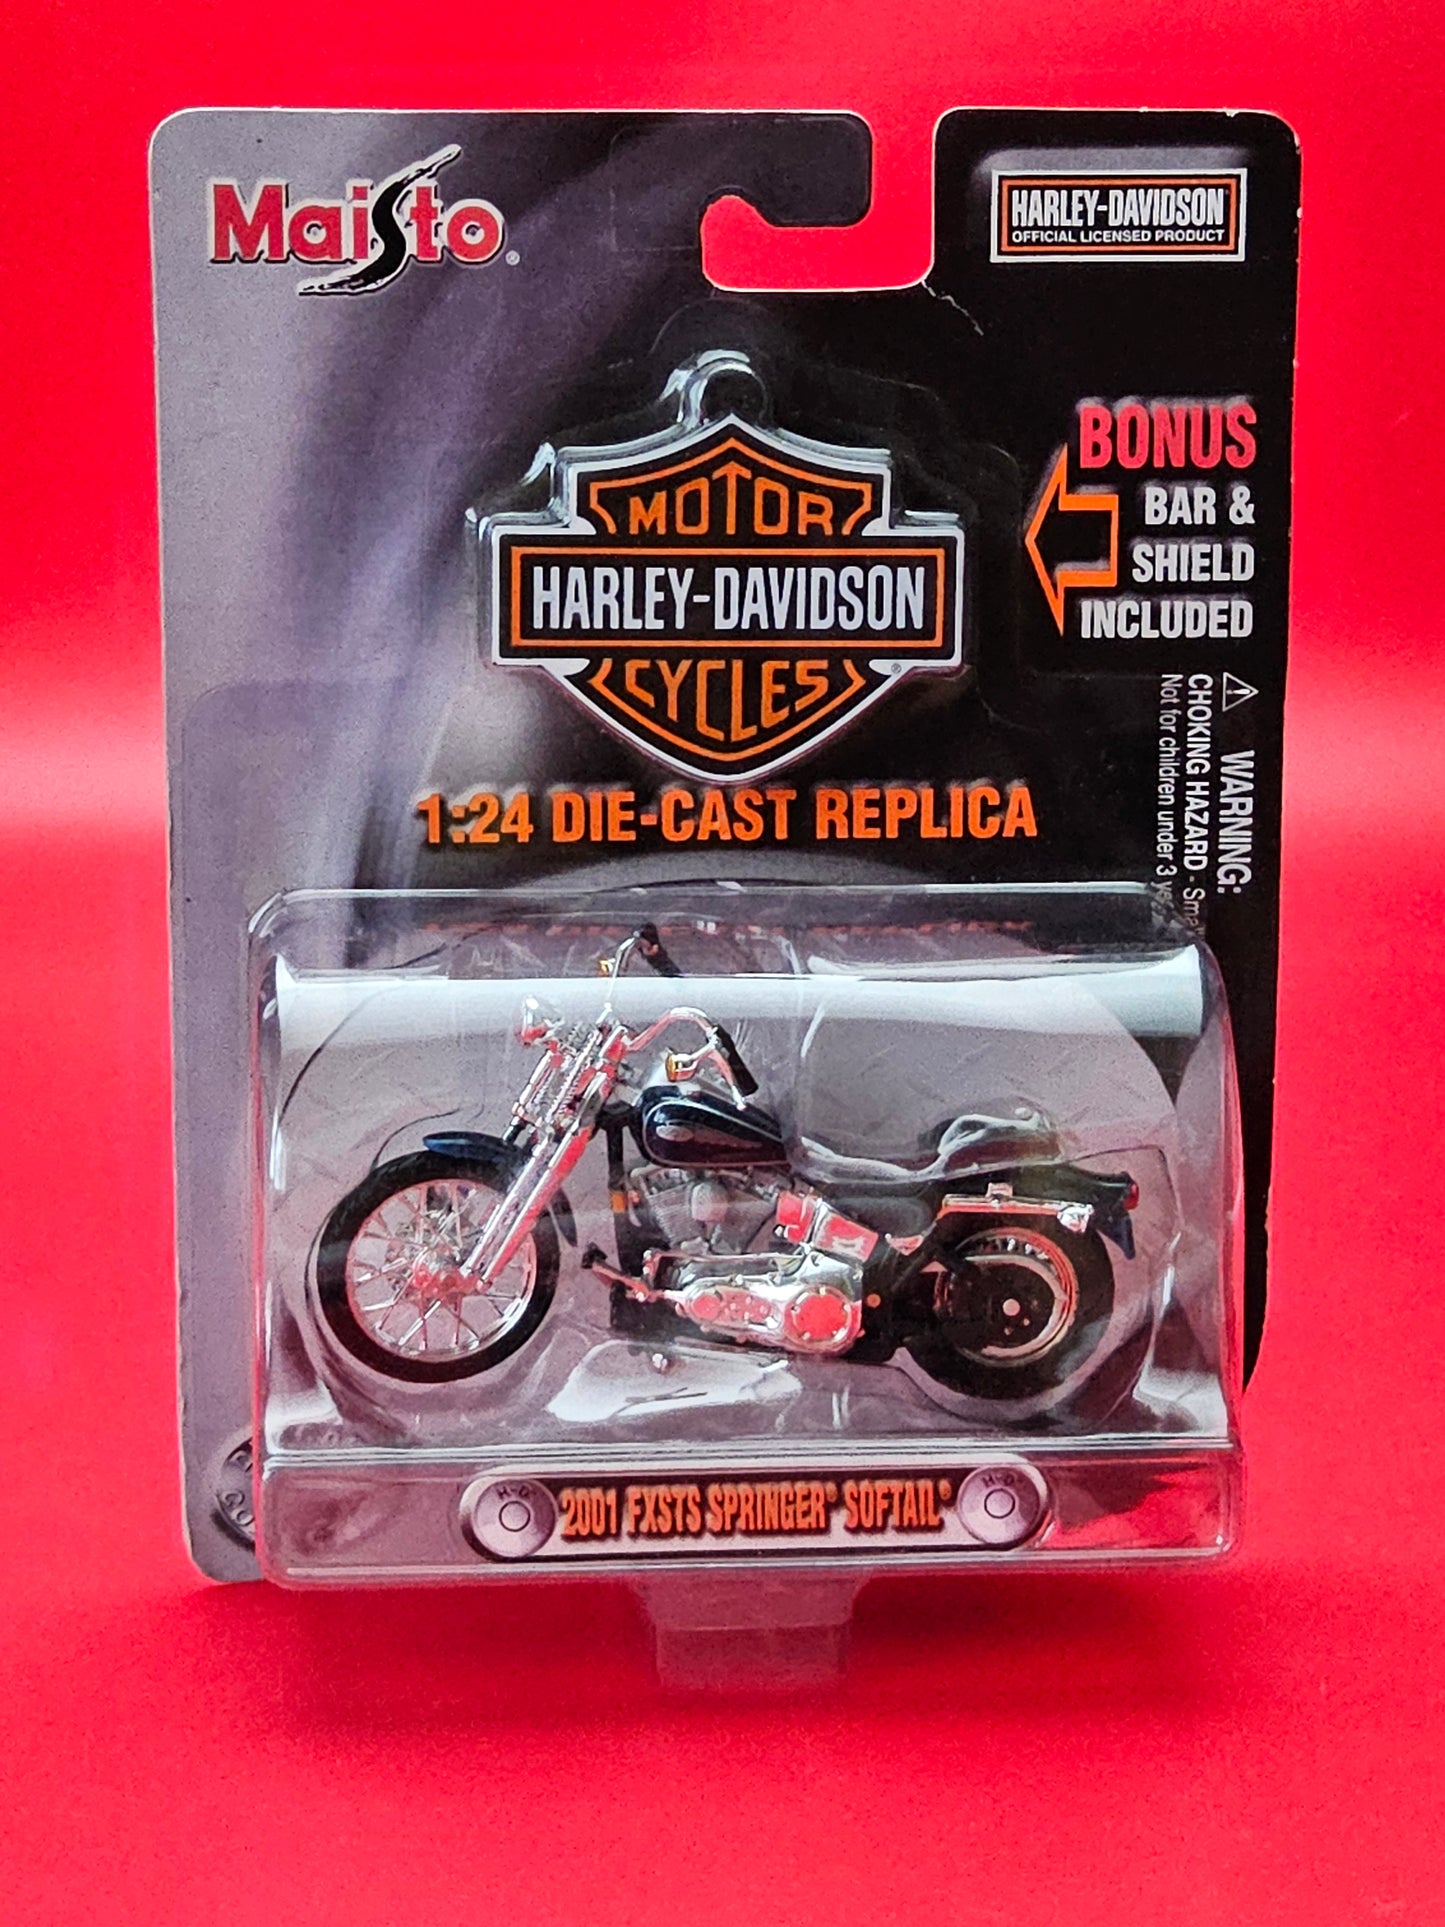 Maisto®
HARLEY-DAVIDSON
OFFICIAL LICENSED PRODUCT
MOTOR
HARLEY-DAVIDSON
CYCLES®
BONUS
BAR &
SHIELD
INCLUDED
⚠ WARNING:
CHOKING HAZARD -
Not for children under 3
1:24 DIE-CAST REPLICA
H-D
2001 FXSTS SPRINGER® SOFTAIL®
H-D